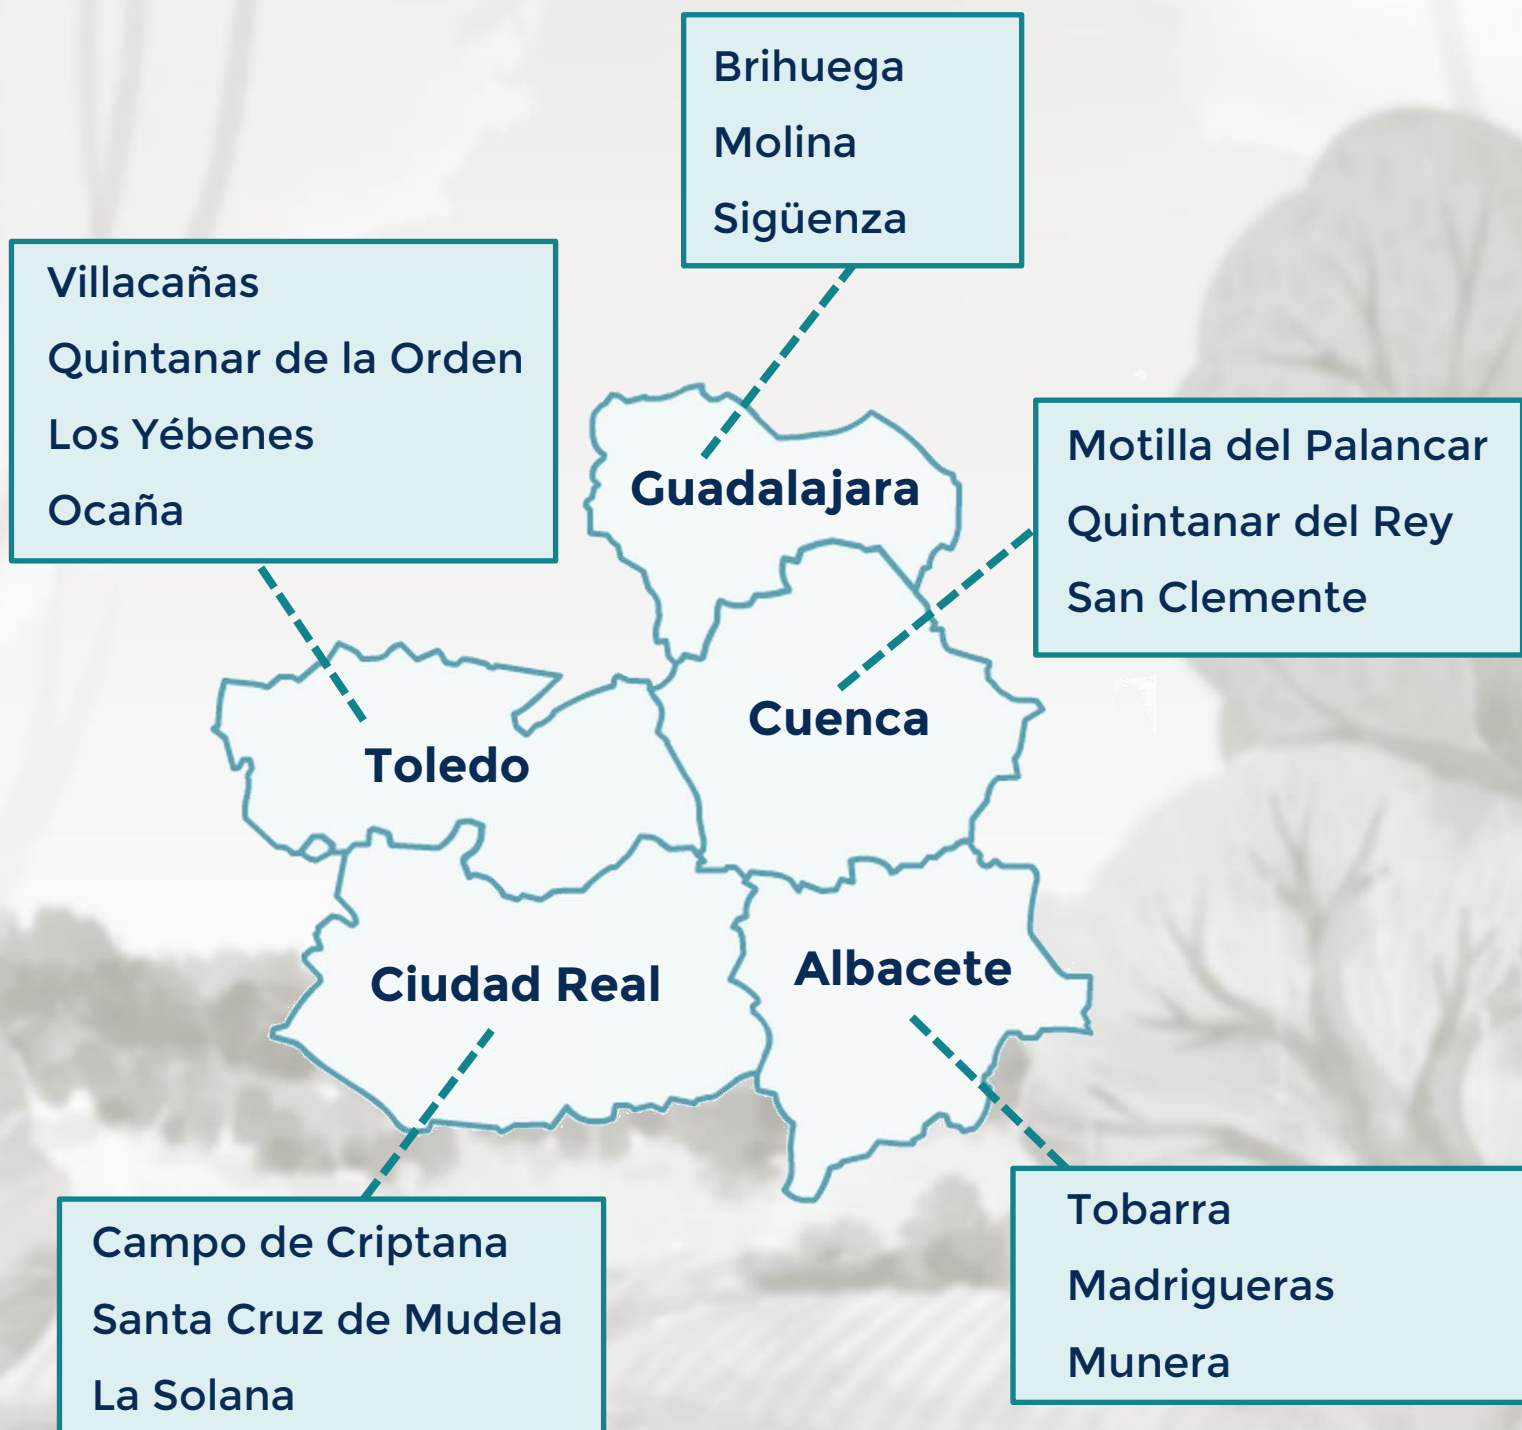 Brihuega
Molina
Sigüenza
Villacañas
Quintanar de la Orden
Los Yébenes
Ocaña
Motilla del Palancar
Quintanar del Rey
San Clemente
Guadalajara
Cuenca
Toledo
Ciudad Real
Albacete
Campo de Criptana
Santa Cruz de Mudela
La Solana
Tobarra
Madrigueras
Munera